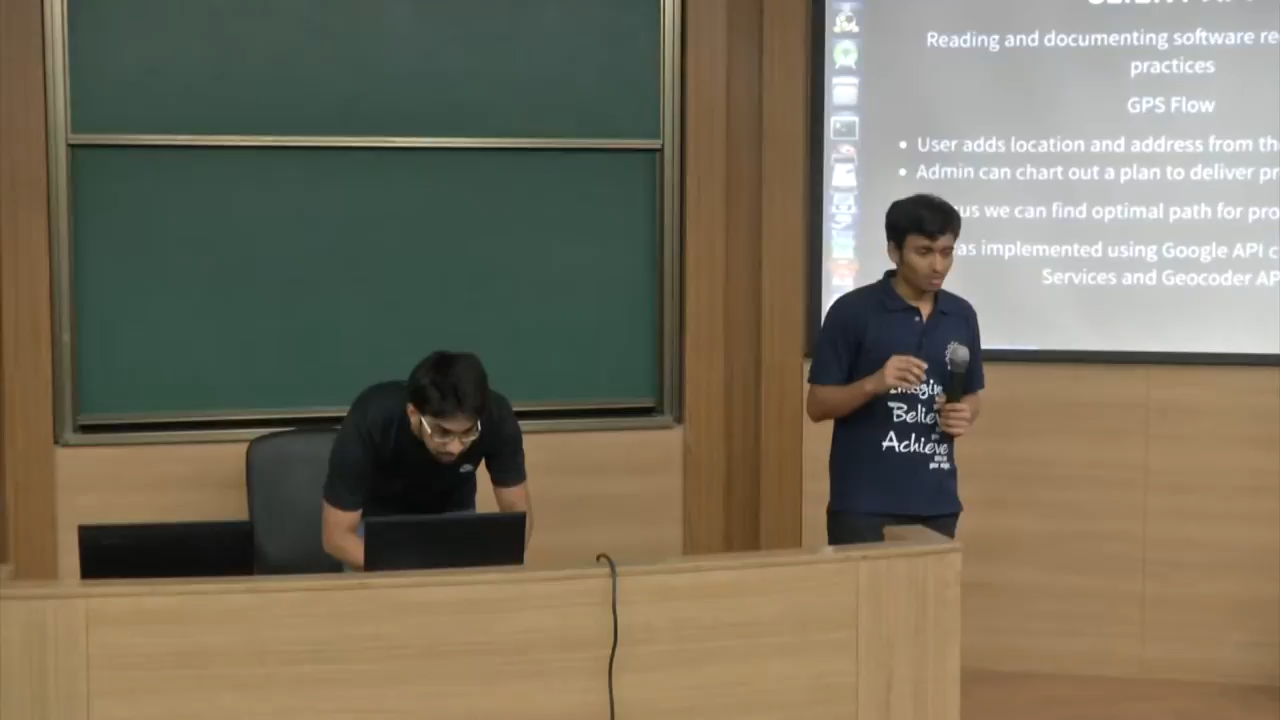 Reading and documenting software re
practices
GPS Flow
• User adds location and address from th
• Admin can chart out a plan to deliver pr
us we can find optimal path for pro
as implemented using Google API c
Services and Geocoder AP
Imagin
Believ
Achieve